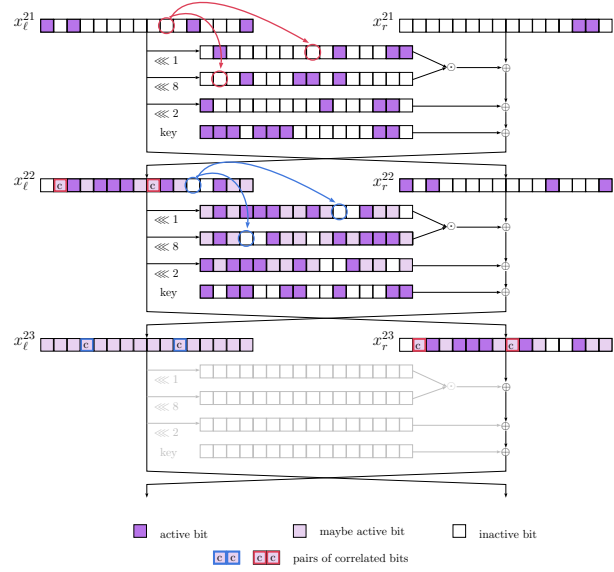 x_ℓ^21 x_r^21
⋘ 1
⊙ ⊕
⋘ 8
⋘ 2 ⊕
key ⊕
x_ℓ^22 c c x_r^22
⋘ 1
⊙ ⊕
⋘ 8
⋘ 2 ⊕
key ⊕
x_ℓ^23 c c x_r^23 c c
⋘ 1
⊙ ⊕
⋘ 8
⋘ 2 ⊕
key ⊕
active bit maybe active bit inactive bit
c c c c pairs of correlated bits